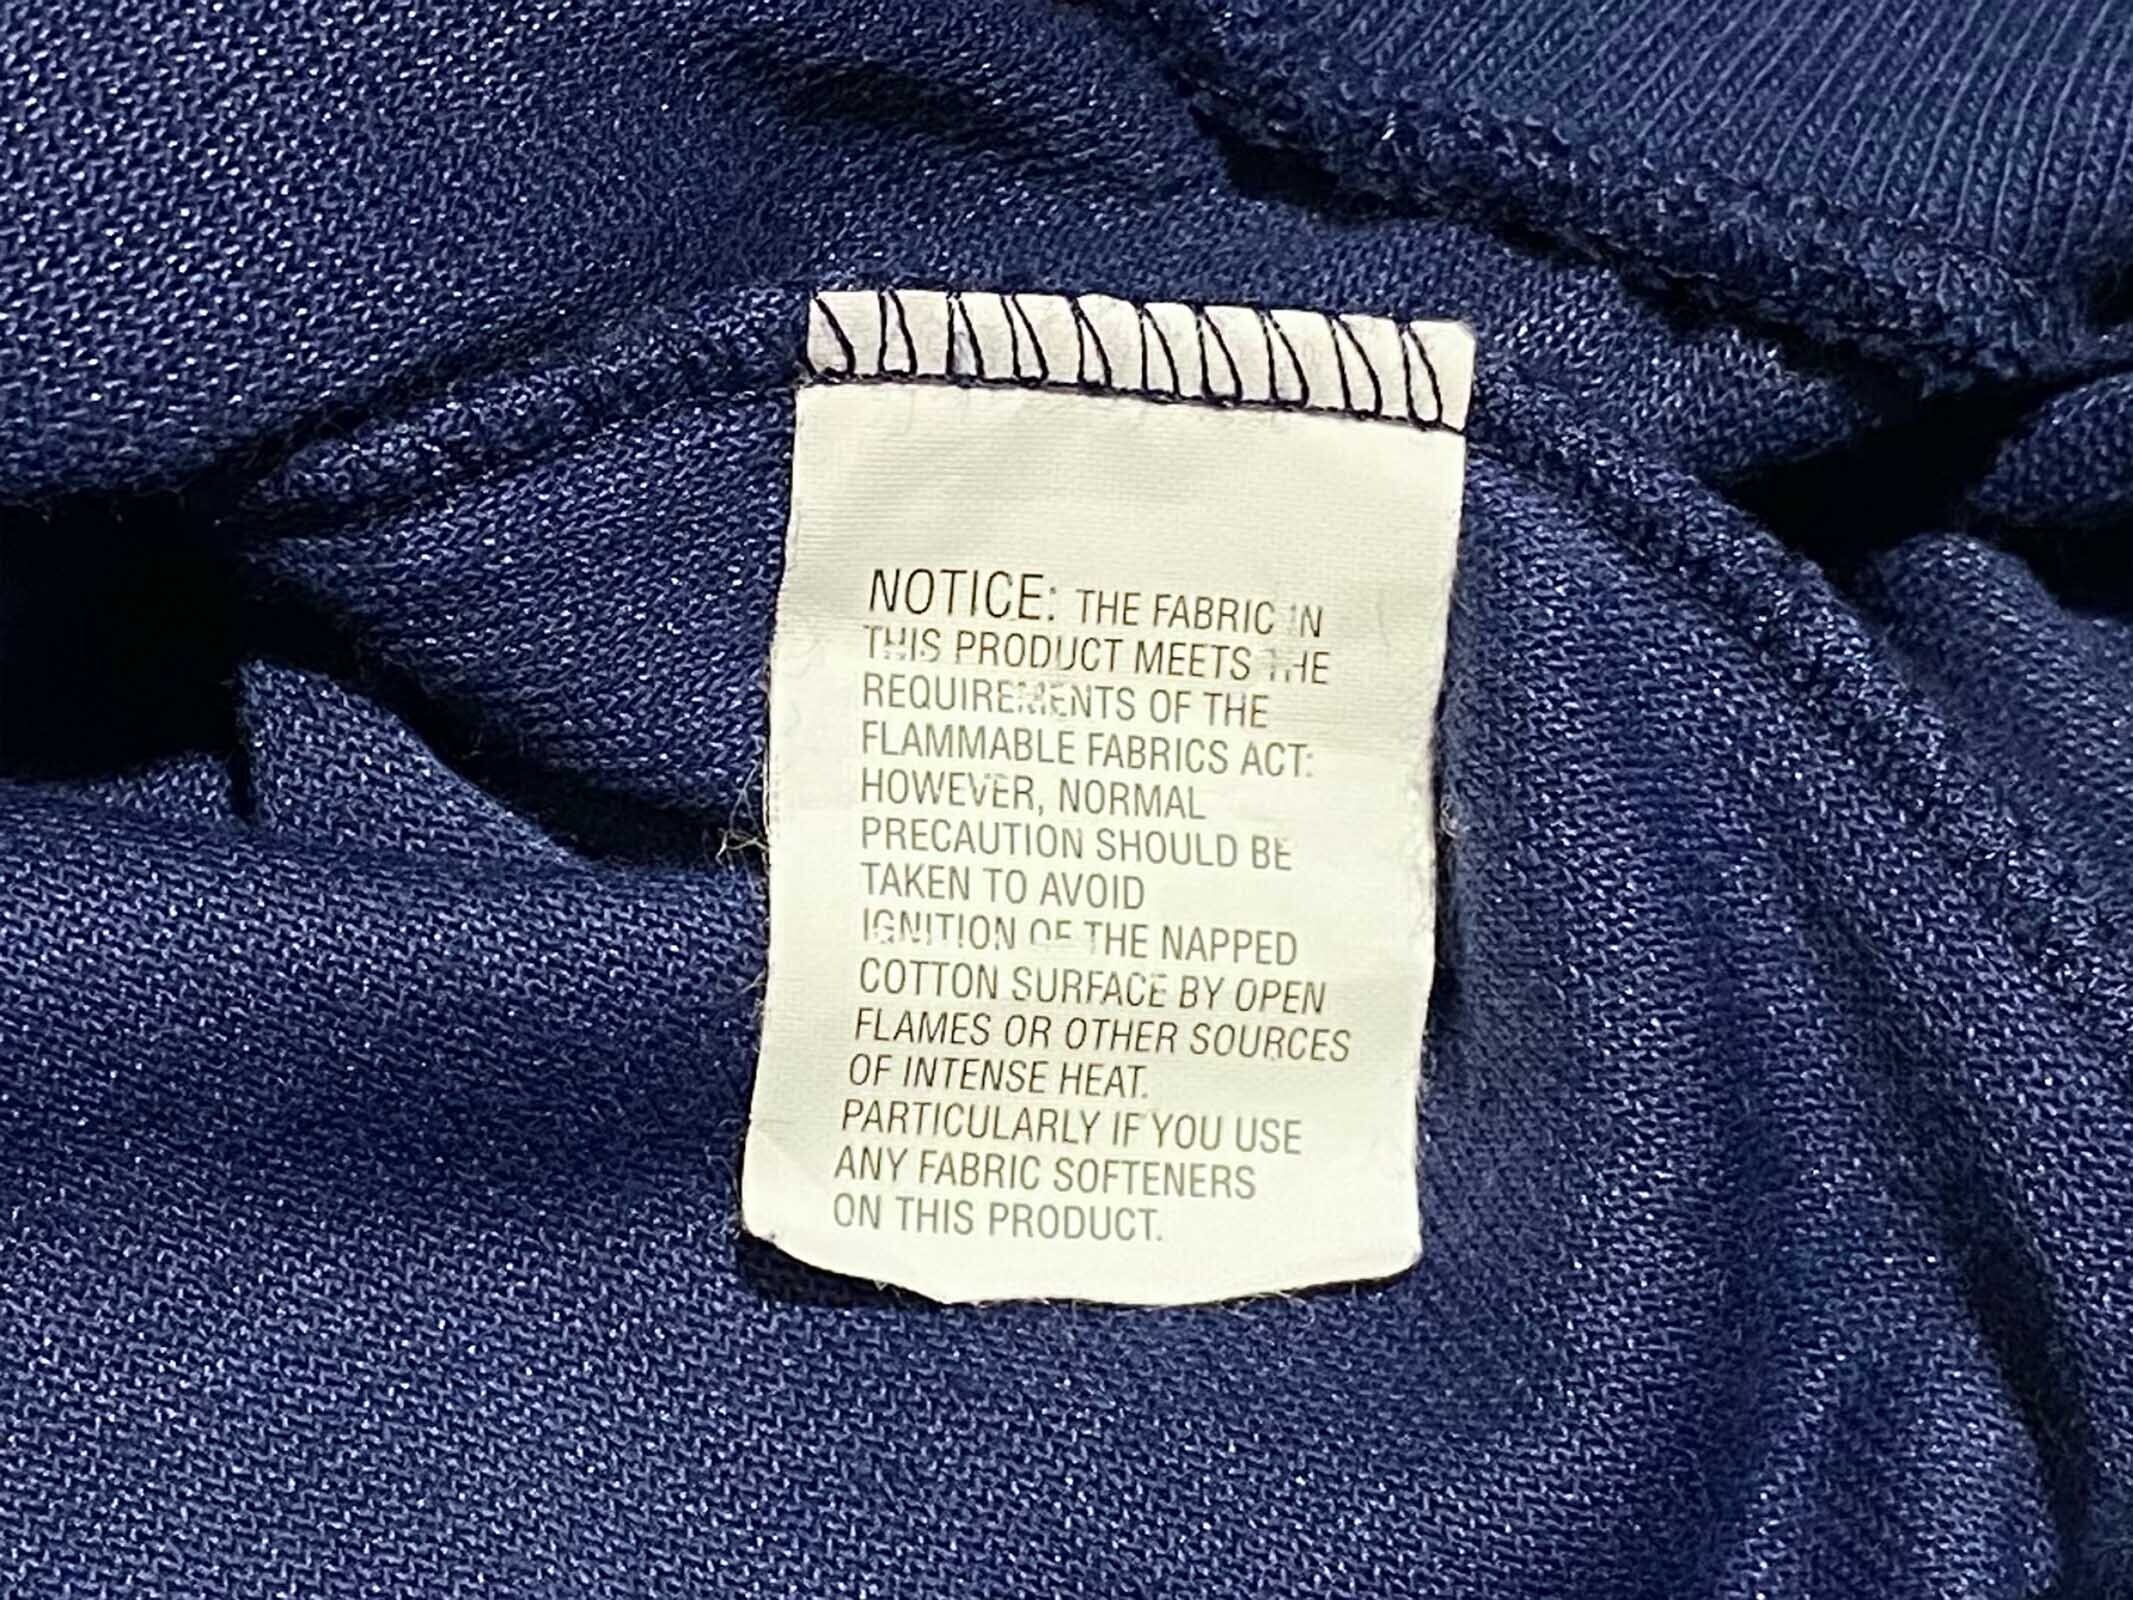 NOTICE: THE FABRIC IN
THIS PRODUCT MEETS THE
REQUIREMENTS OF THE
FLAMMABLE FABRICS ACT:
HOWEVER, NORMAL
PRECAUTION SHOULD BE
TAKEN TO AVOID
IGNITION OF THE NAPPED
COTTON SURFACE BY OPEN
FLAMES OR OTHER SOURCES
OF INTENSE HEAT.
PARTICULARLY IF YOU USE
ANY FABRIC SOFTENERS
ON THIS PRODUCT.